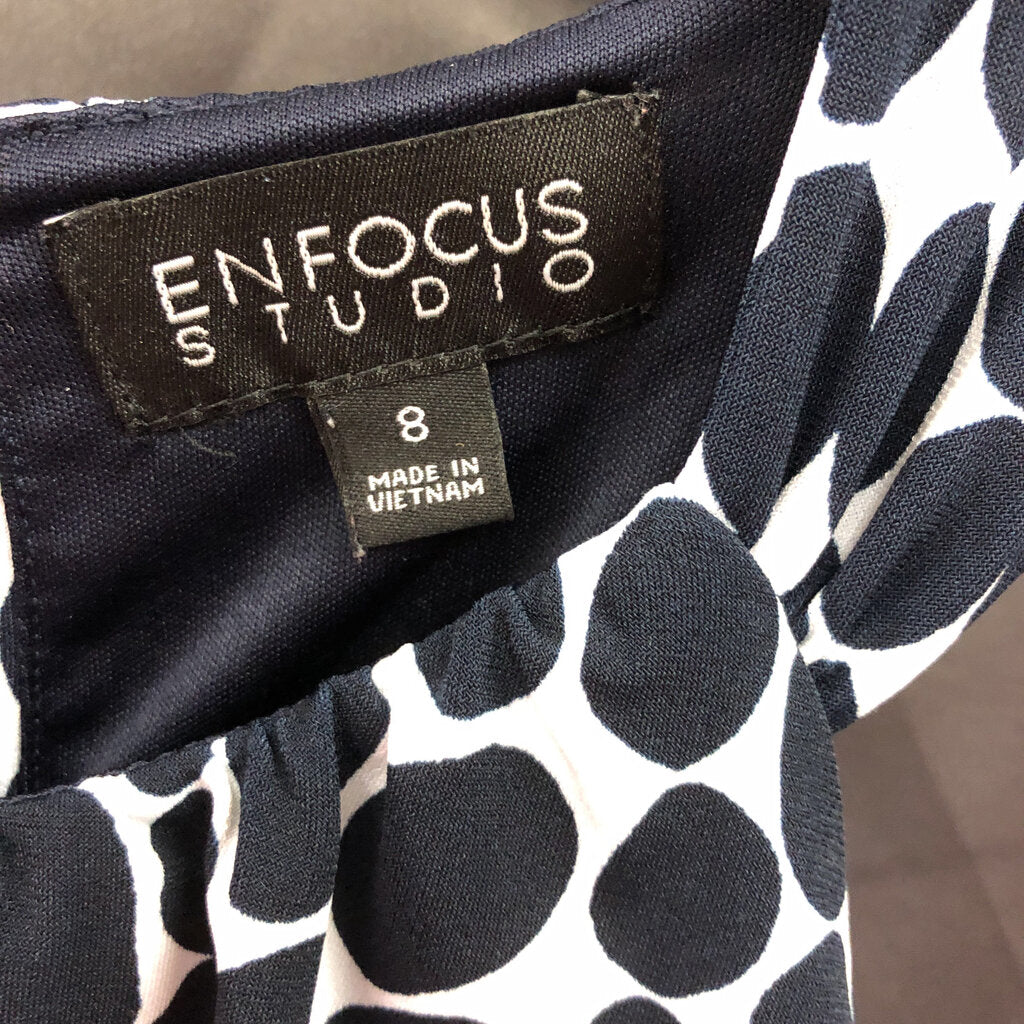 ENFOCUS
STUDIO
8
MADE IN
VIETNAM